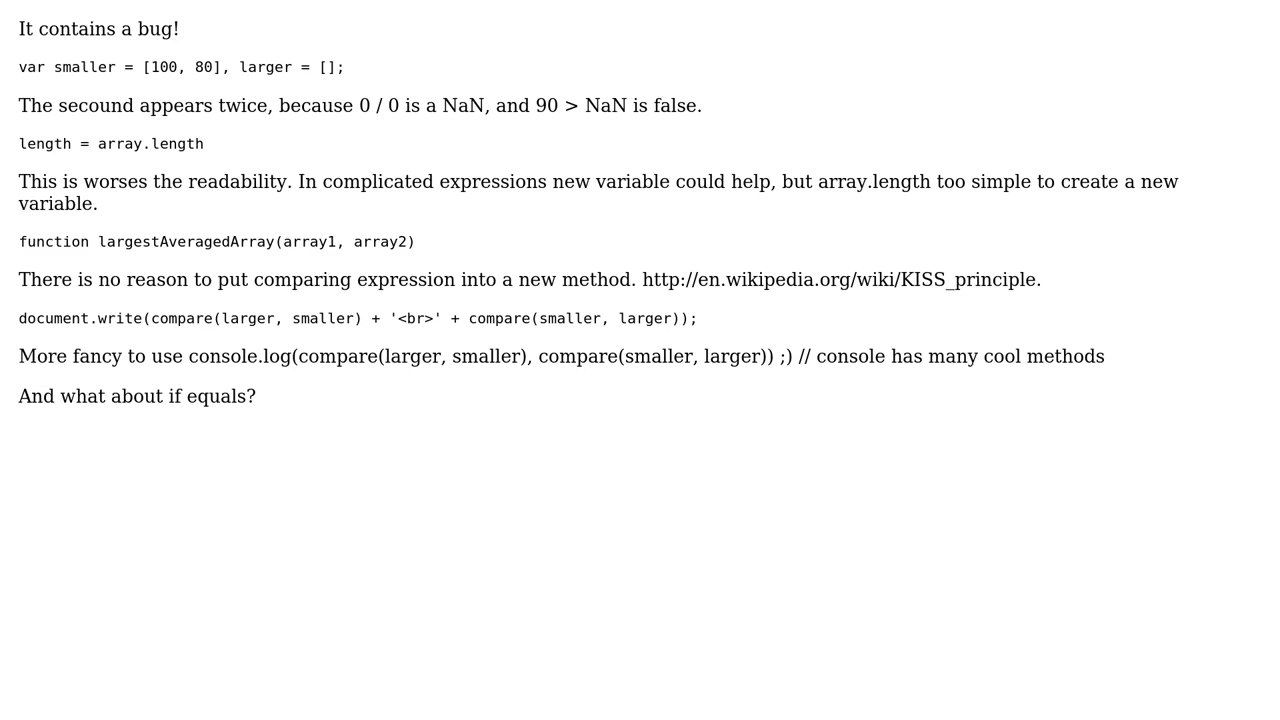 It contains a bug!
var smaller = [100, 80], larger = [];
The secound appears twice, because 0 / 0 is a NaN, and 90 > NaN is false.
length = array.length
This is worses the readability. In complicated expressions new variable could help, but array.length too simple to create a new
variable.
function largestAveragedArray(array1, array2)
There is no reason to put comparing expression into a new method. http://en.wikipedia.org/wiki/KISS_principle.
document.write(compare(larger, smaller) + '<br>' + compare(smaller, larger));
More fancy to use console.log(compare(larger, smaller), compare(smaller, larger)) ;) // console has many cool methods
And what about if equals?